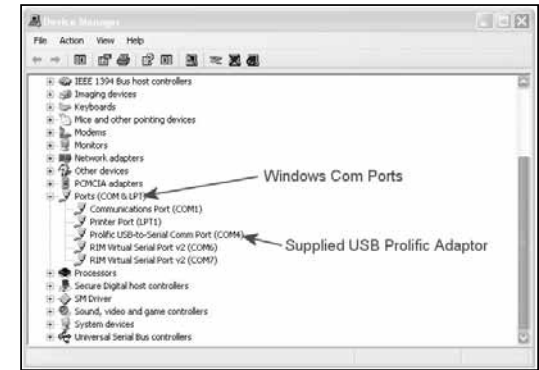 Device Manager
File Action View Help
IEEE 1394 Bus host controllers
Imaging devices
Keyboards
Mice and other pointing devices
Modems
Monitors
Network adapters
Other devices
PCMCIA adapters
Ports (COM & LPT)
Communications Port (COM1)
Printer Port (LPT1)
Prolific USB-to-Serial Comm Port (COM4)
RIM Virtual Serial Port v2 (COM6)
RIM Virtual Serial Port v2 (COM7)
Processors
Secure Digital host controllers
SM Driver
Sound, video and game controllers
System devices
Universal Serial Bus controllers
Windows Com Ports
Supplied USB Prolific Adaptor